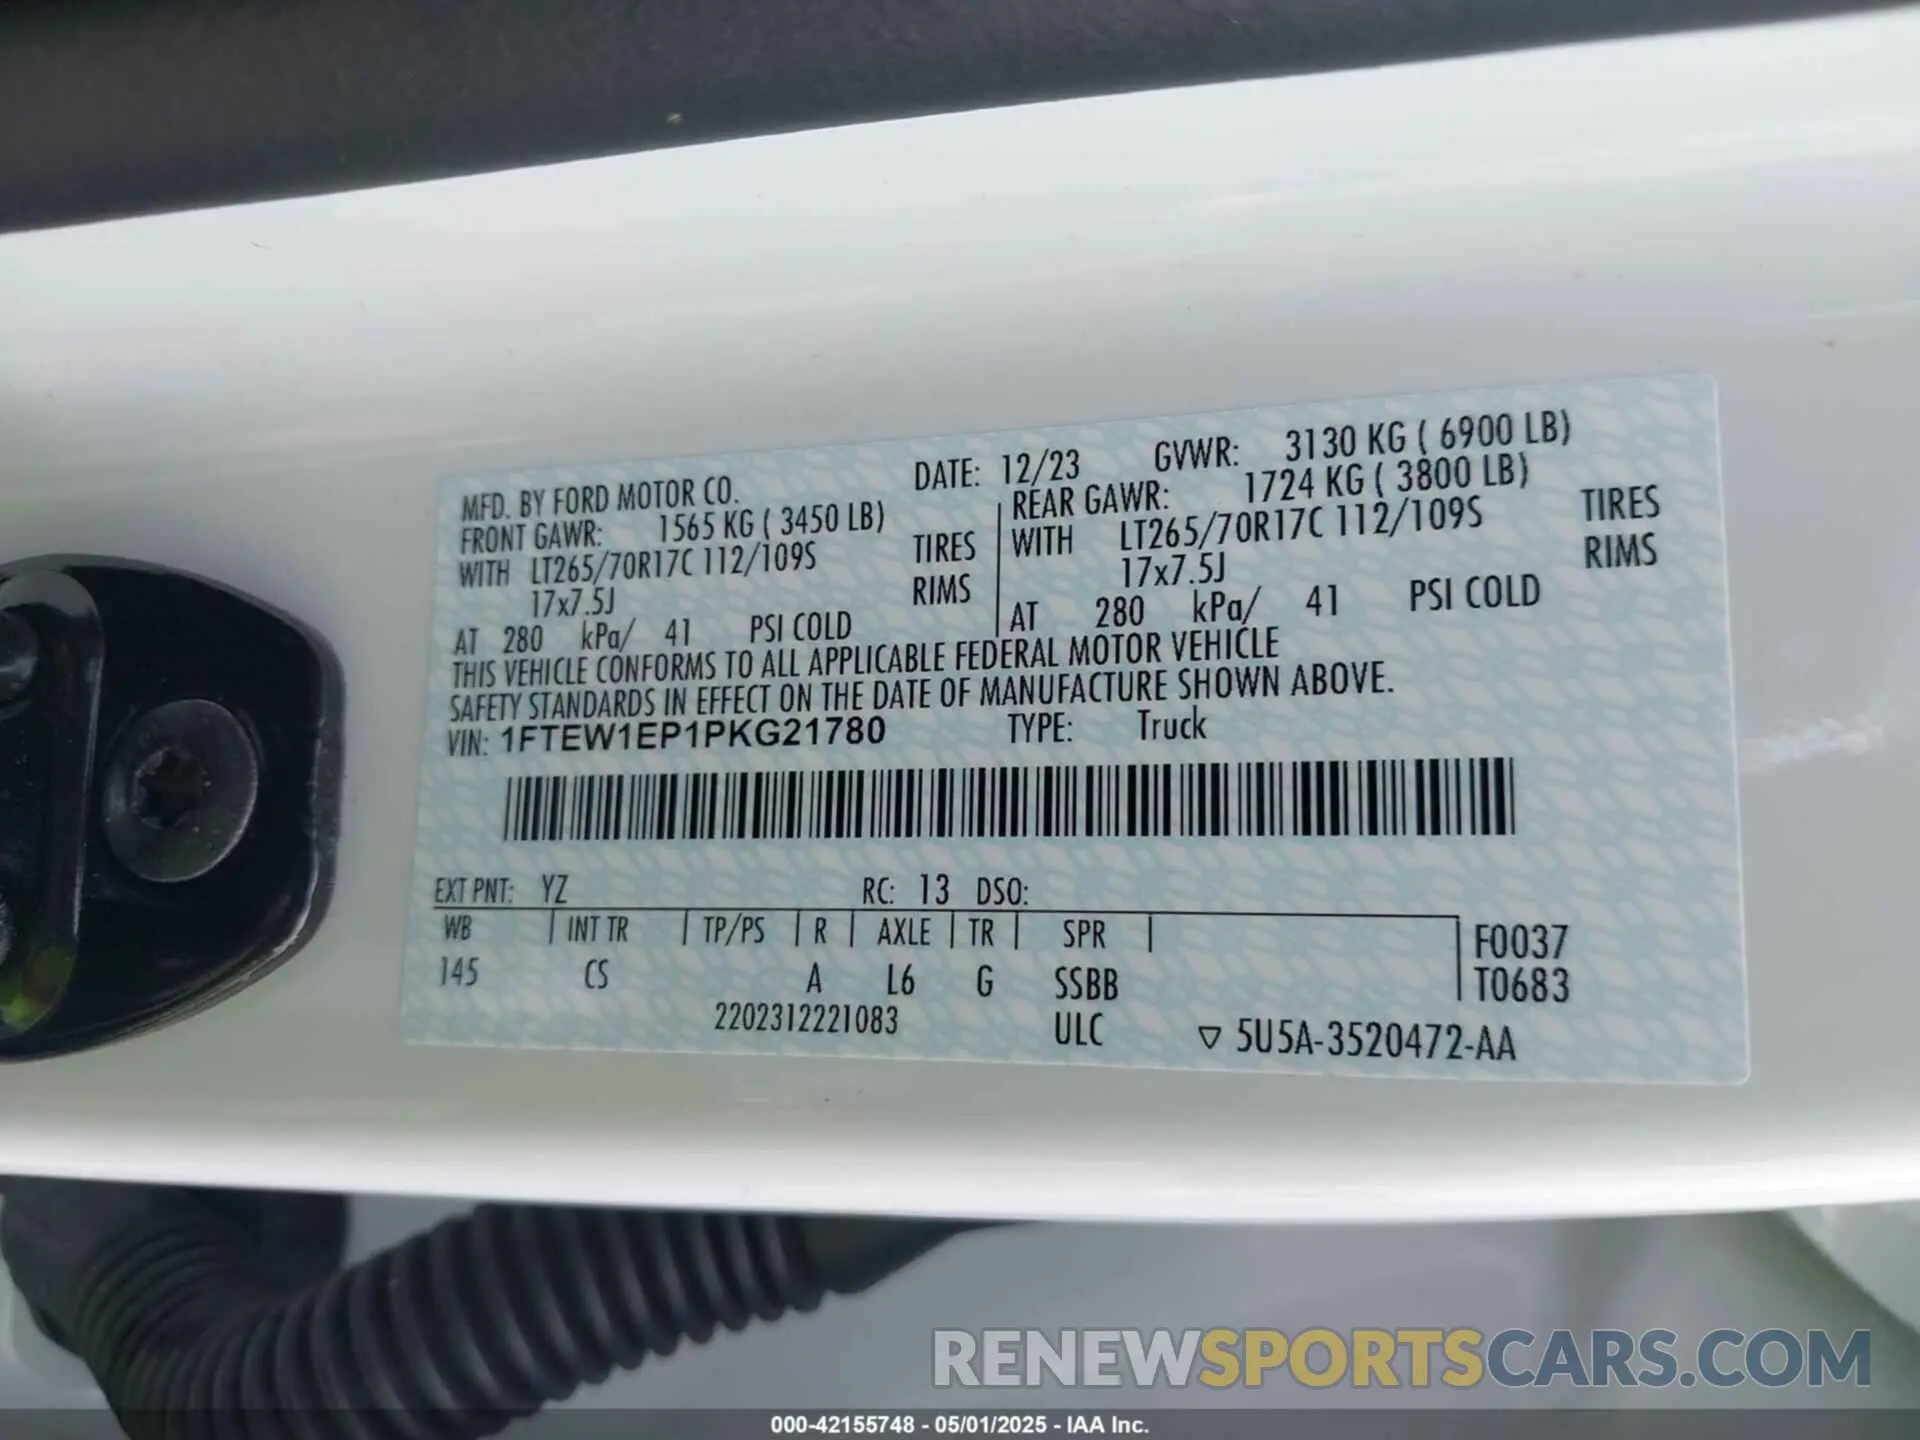 MFD. BY FORD MOTOR CO. DATE: 12/23 GVWR: 3130 KG ( 6900 LB)
FRONT GAWR: 1565 KG ( 3450 LB) REAR GAWR: 1724 KG ( 3800 LB)
WITH LT265/70R17C 112/109S TIRES WITH LT265/70R17C 112/109S TIRES
17x7.5J RIMS 17x7.5J RIMS
AT 280 kPa/ 41 PSI COLD AT 280 kPa/ 41 PSI COLD
THIS VEHICLE CONFORMS TO ALL APPLICABLE FEDERAL MOTOR VEHICLE
SAFETY STANDARDS IN EFFECT ON THE DATE OF MANUFACTURE SHOWN ABOVE.
VIN: 1FTEW1EP1PKG21780 TYPE: Truck
EXT PNT: YZ RC: 13 DSO:
WB | INT TR | TP/PS | R | AXLE | TR | SPR | F0037
145 CS A L6 G SSBB T0683
2202312221083 ULC ▽ 5U5A-3520472-AA
RENEWSPORTSCARS.COM
000-42155748 - 05/01/2025 - IAA Inc.